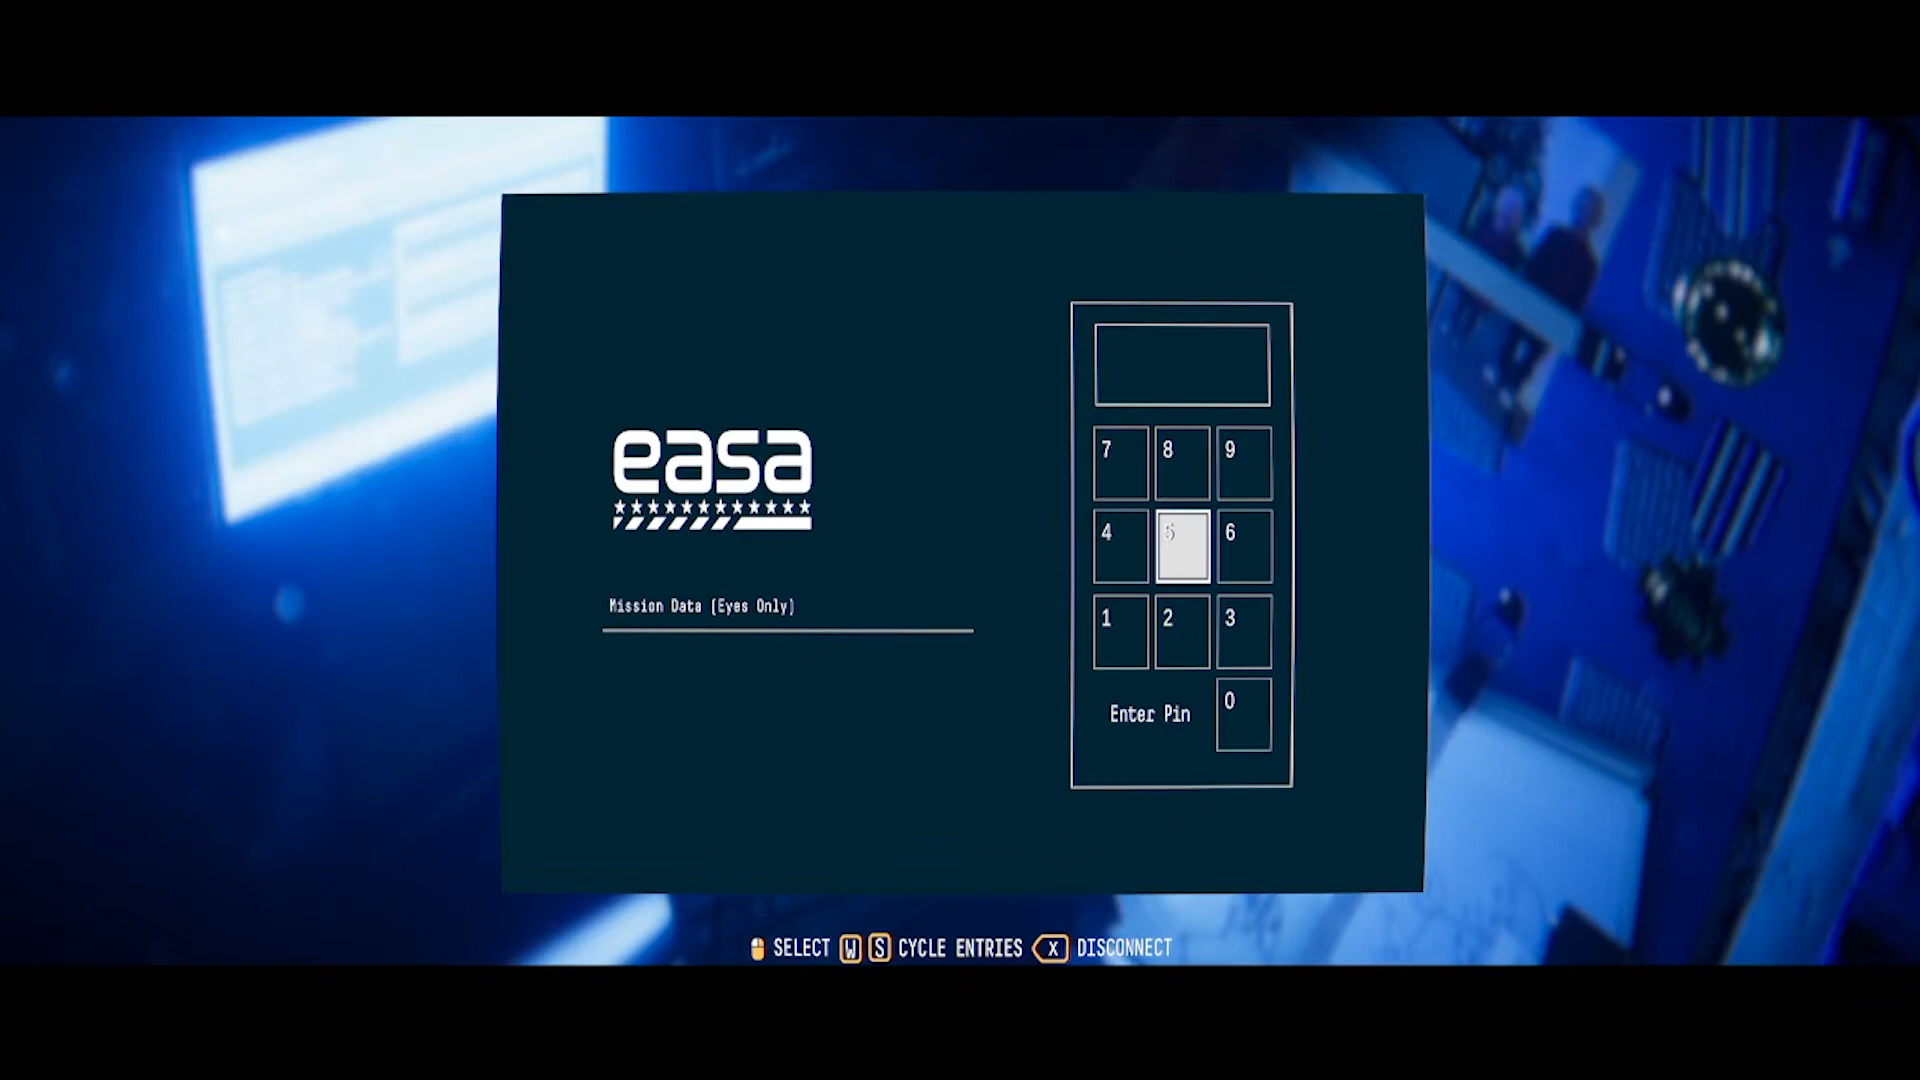 easa
Mission Data (Eyes Only)
7 8 9
4 5 6
1 2 3
Enter Pin 0
SELECT W S CYCLE ENTRIES X DISCONNECT